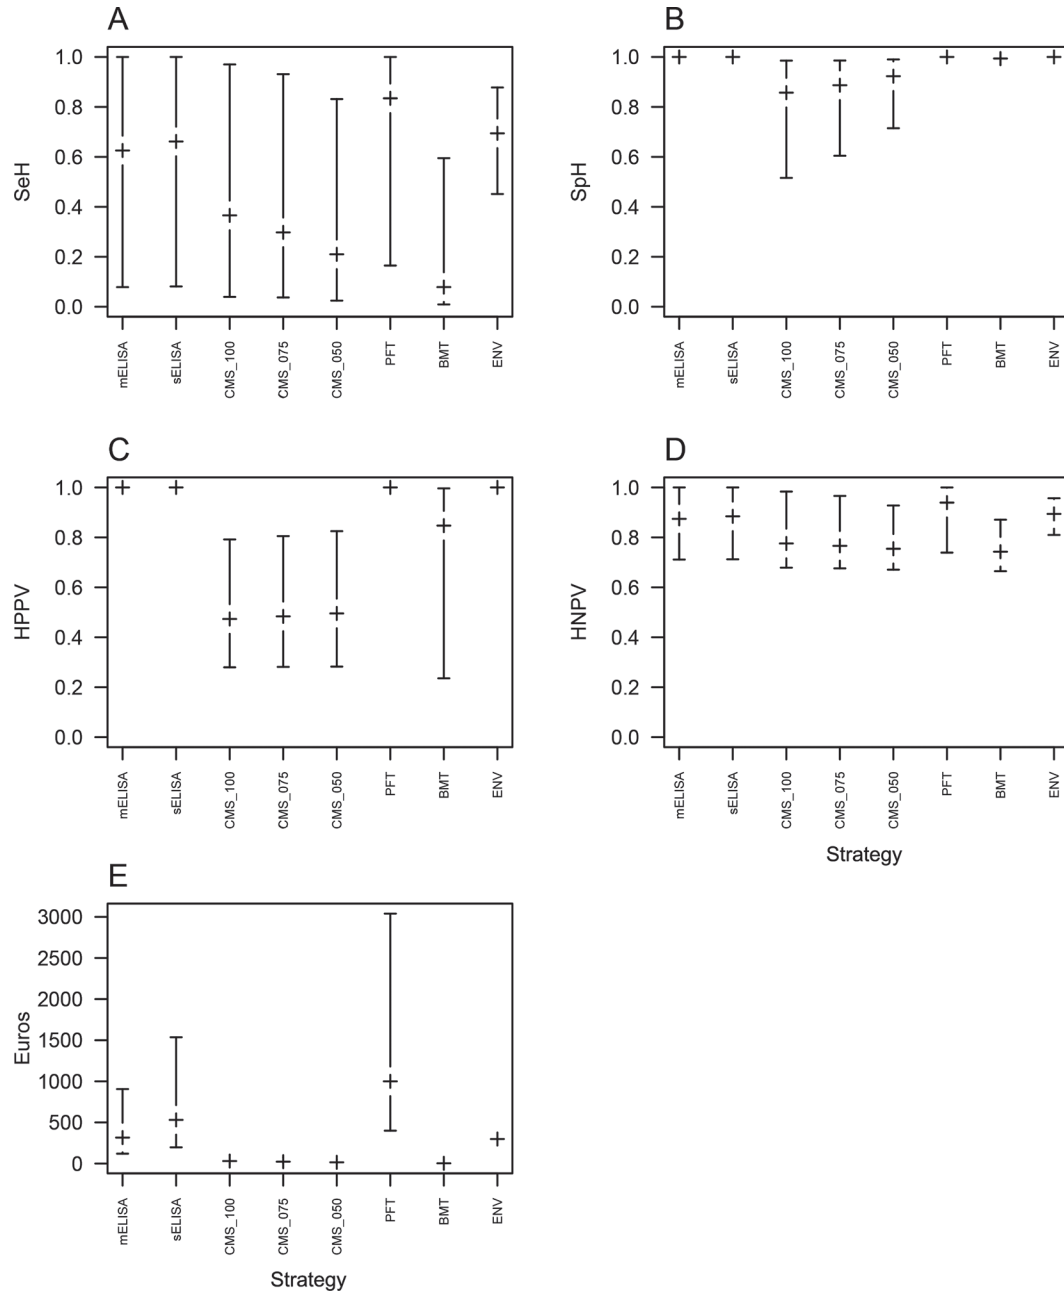 A
SeH
1.0
0.8
0.6
0.4
0.2
0.0
mELISA
sELISA
CMS_100
CMS_075
CMS_050
PFT
BMT
ENV
B
SpH
1.0
0.8
0.6
0.4
0.2
0.0
mELISA
sELISA
CMS_100
CMS_075
CMS_050
PFT
BMT
ENV
C
HPPV
1.0
0.8
0.6
0.4
0.2
0.0
mELISA
sELISA
CMS_100
CMS_075
CMS_050
PFT
BMT
ENV
D
HNPV
1.0
0.8
0.6
0.4
0.2
0.0
mELISA
sELISA
CMS_100
CMS_075
CMS_050
PFT
BMT
ENV
Strategy
E
Euros
3000
2500
2000
1500
1000
500
0
mELISA
sELISA
CMS_100
CMS_075
CMS_050
PFT
BMT
ENV
Strategy